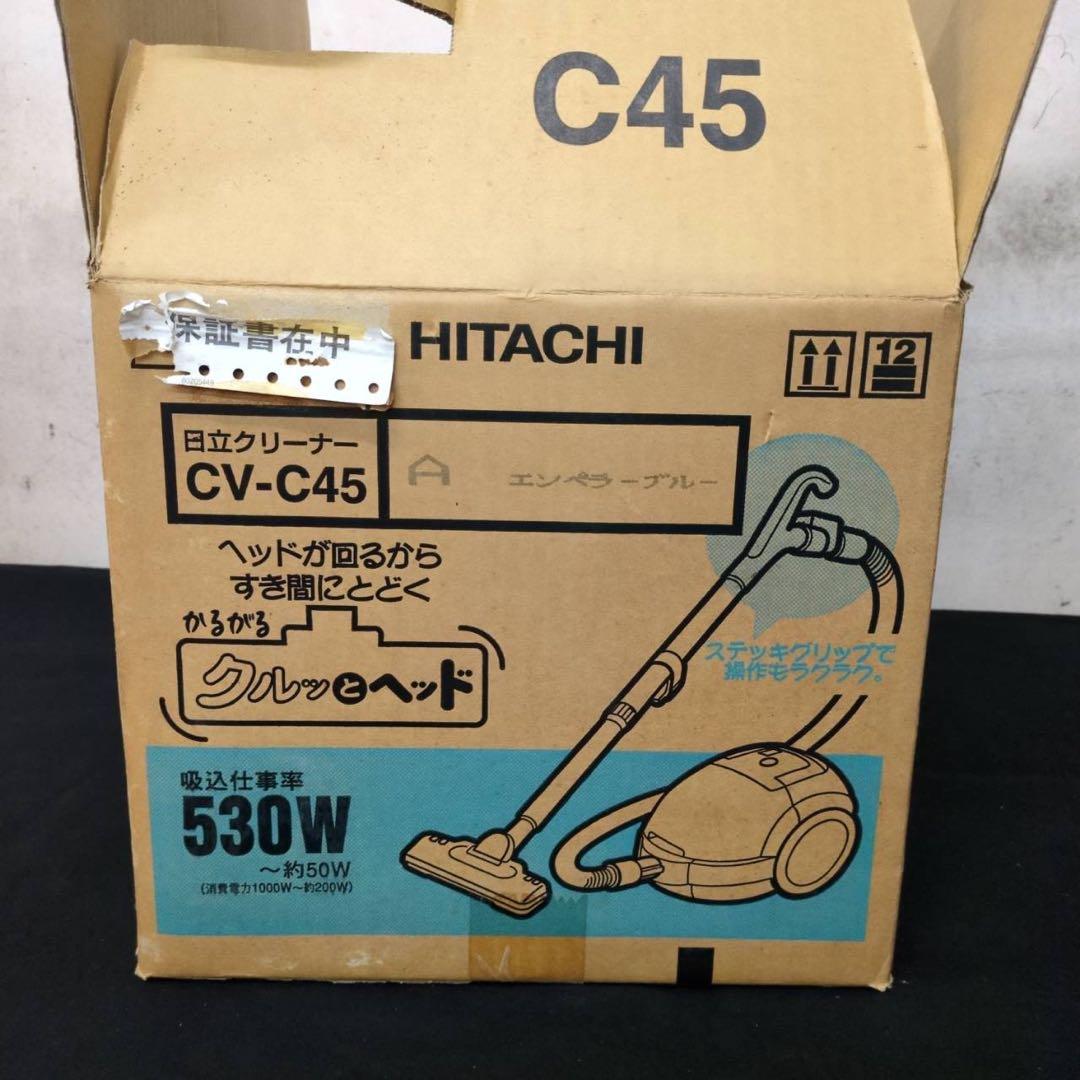 C45
保証書在中
HITACHI
12
日立クリーナー
CV-C45
A エンペラーブルー
ヘッドが回るから
すき間にとどく
かるがる
クルッとヘッド
ステッキグリップで
操作もラクラク。
吸込仕事率
530W
～約50W
(消費電力1000W～約200W)